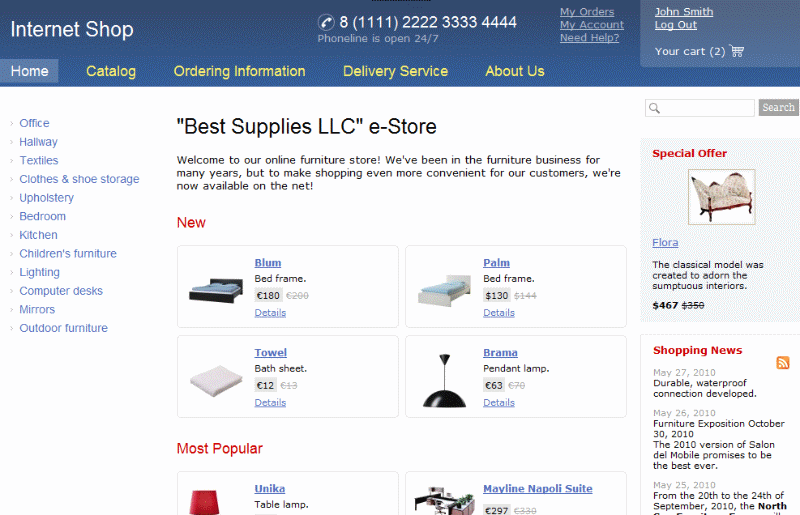 Internet Shop
8 (1111) 2222 3333 4444
Phoneline is open 24/7
My Orders
My Account
Need Help?
John Smith
Log Out
Your cart (2)
Home
Catalog
Ordering Information
Delivery Service
About Us
Search
Office
Hallway
Textiles
Clothes & shoe storage
Upholstery
Bedroom
Kitchen
Children's furniture
Lighting
Computer desks
Mirrors
Outdoor furniture
"Best Supplies LLC" e-Store
Welcome to our online furniture store! We've been in the furniture business for
many years, but to make shopping even more convenient for our customers, we're
now available on the net!
New
Blum
Bed frame.
€180 €200
Details
Palm
Bed frame.
$130 $144
Details
Towel
Bath sheet.
€12 €13
Details
Brama
Pendant lamp.
€63 €70
Details
Most Popular
Unika
Table lamp.
Mayline Napoli Suite
€297 €330
Special Offer
Flora
The classical model was
created to adorn the
sumptuous interiors.
$467 $350
Shopping News
May 27, 2010
Durable, waterproof
connection developed.
May 26, 2010
Furniture Exposition October
30, 2010
The 2010 version of Salon
del Mobile promises to be
the best ever.
May 25, 2010
From the 20th to the 24th of
September, 2010, the North